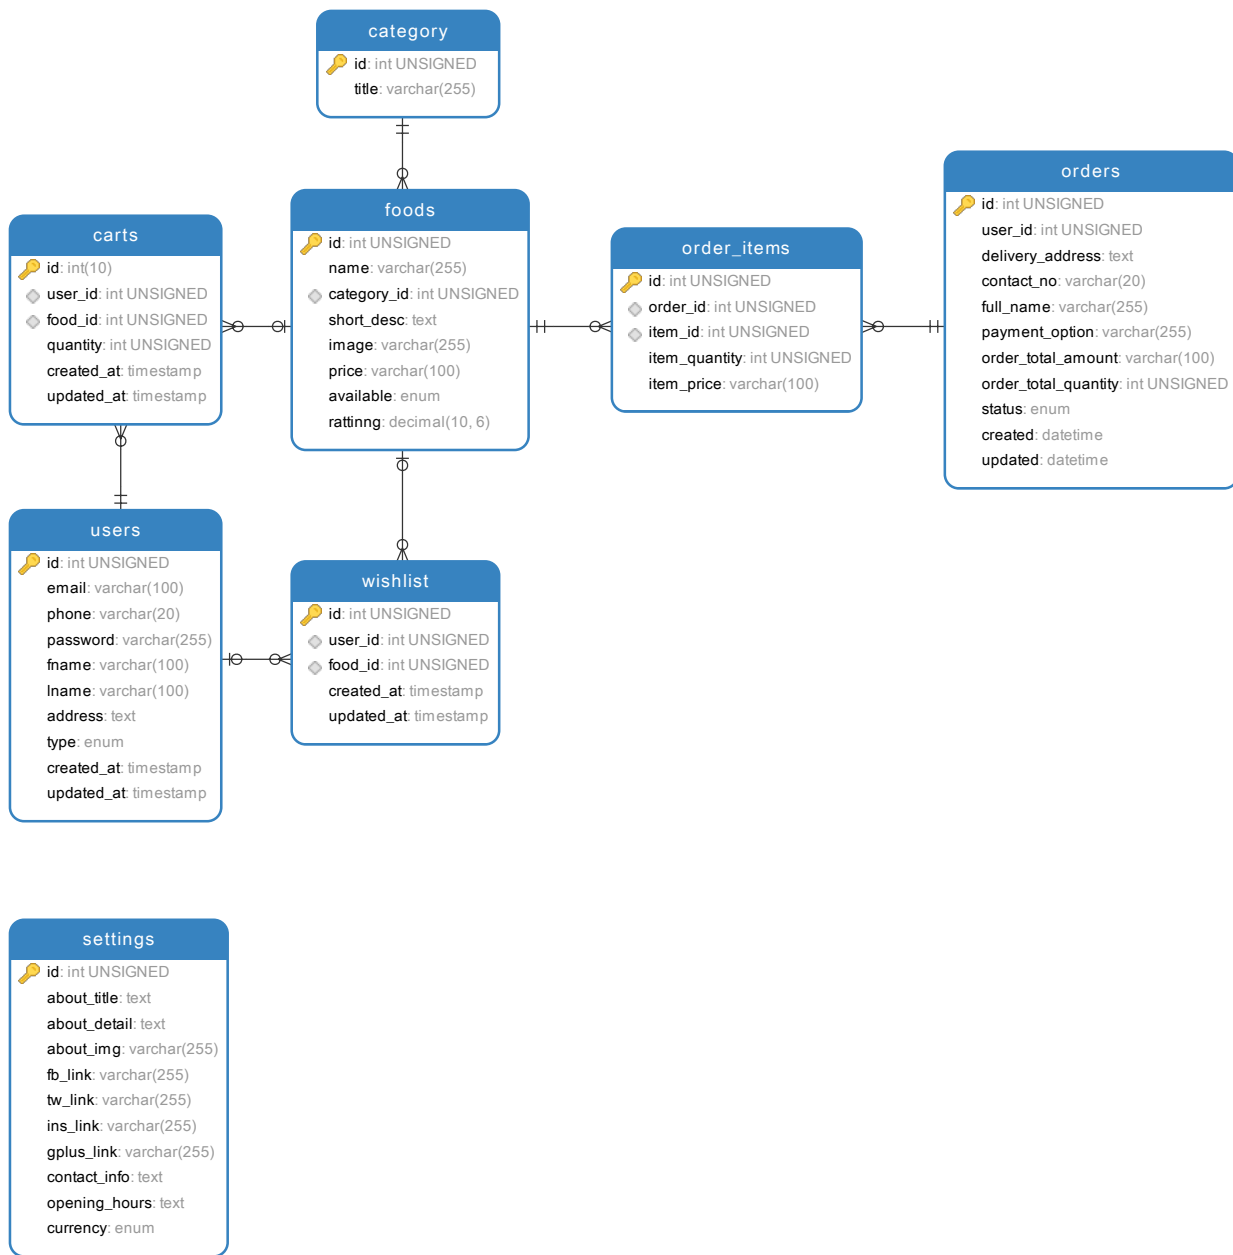 category
id: int UNSIGNED
title: varchar(255)
foods
id: int UNSIGNED
name: varchar(255)
category_id: int UNSIGNED
short_desc: text
image: varchar(255)
price: varchar(100)
available: enum
rattinng: decimal(10, 6)
carts
id: int(10)
user_id: int UNSIGNED
food_id: int UNSIGNED
quantity: int UNSIGNED
created_at: timestamp
updated_at: timestamp
order_items
id: int UNSIGNED
order_id: int UNSIGNED
item_id: int UNSIGNED
item_quantity: int UNSIGNED
item_price: varchar(100)
orders
id: int UNSIGNED
user_id: int UNSIGNED
delivery_address: text
contact_no: varchar(20)
full_name: varchar(255)
payment_option: varchar(255)
order_total_amount: varchar(100)
order_total_quantity: int UNSIGNED
status: enum
created: datetime
updated: datetime
users
id: int UNSIGNED
email: varchar(100)
phone: varchar(20)
password: varchar(255)
fname: varchar(100)
lname: varchar(100)
address: text
type: enum
created_at: timestamp
updated_at: timestamp
wishlist
id: int UNSIGNED
user_id: int UNSIGNED
food_id: int UNSIGNED
created_at: timestamp
updated_at: timestamp
settings
id: int UNSIGNED
about_title: text
about_detail: text
about_img: varchar(255)
fb_link: varchar(255)
tw_link: varchar(255)
ins_link: varchar(255)
gplus_link: varchar(255)
contact_info: text
opening_hours: text
currency: enum